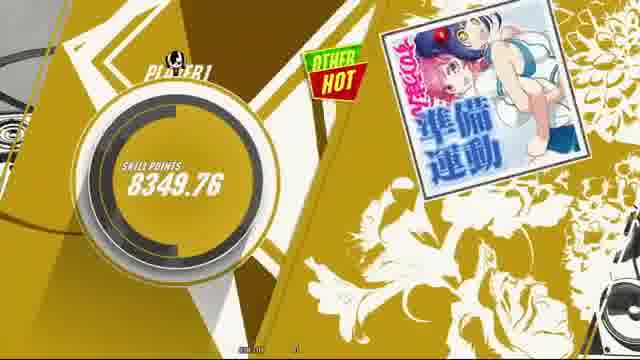 PLAYER1
OTHER
HOT
SKILL POINTS
8349.76
準備
運動